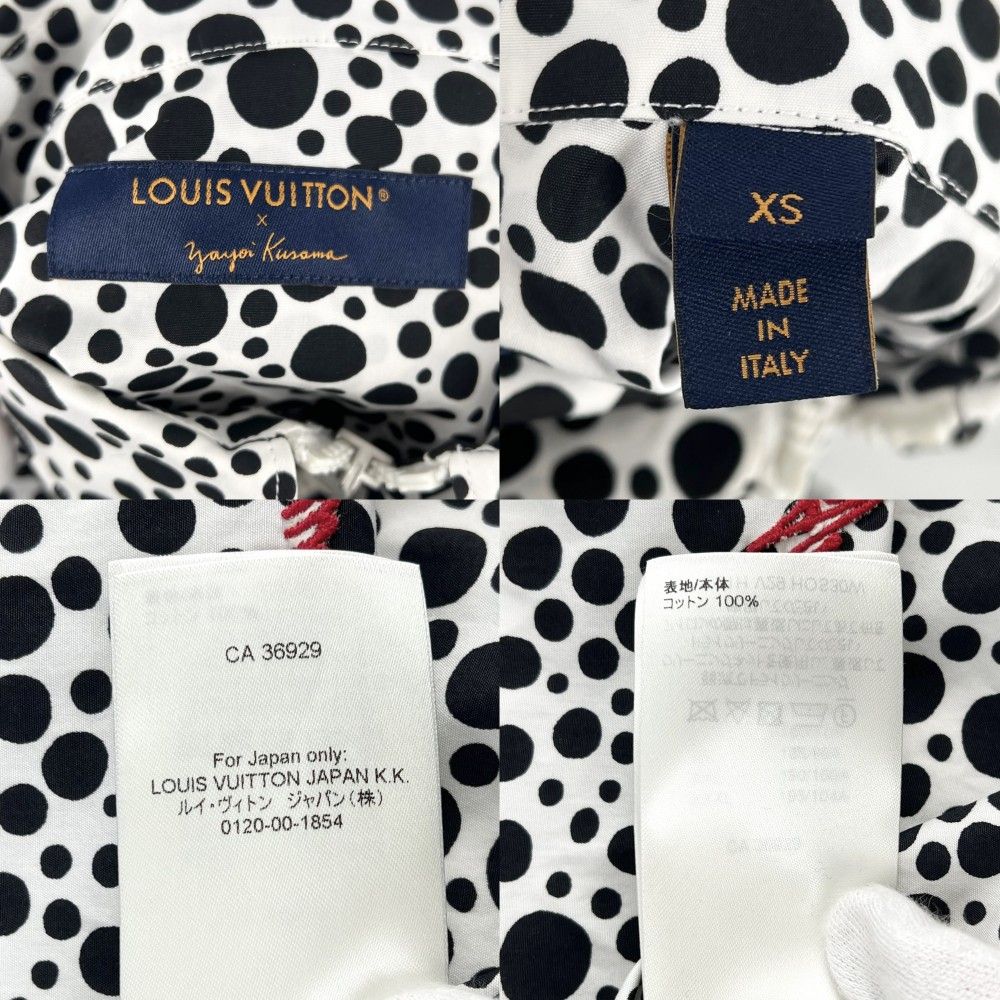 LOUIS VUITTON®
x
Yayoi Kusama
XS
MADE
IN
ITALY
CA 36929
For Japan only:
LOUIS VUITTON JAPAN K.K.
ルイ・ヴィトン ジャパン(株)
0120-00-1854
表地/本体
コットン 100%